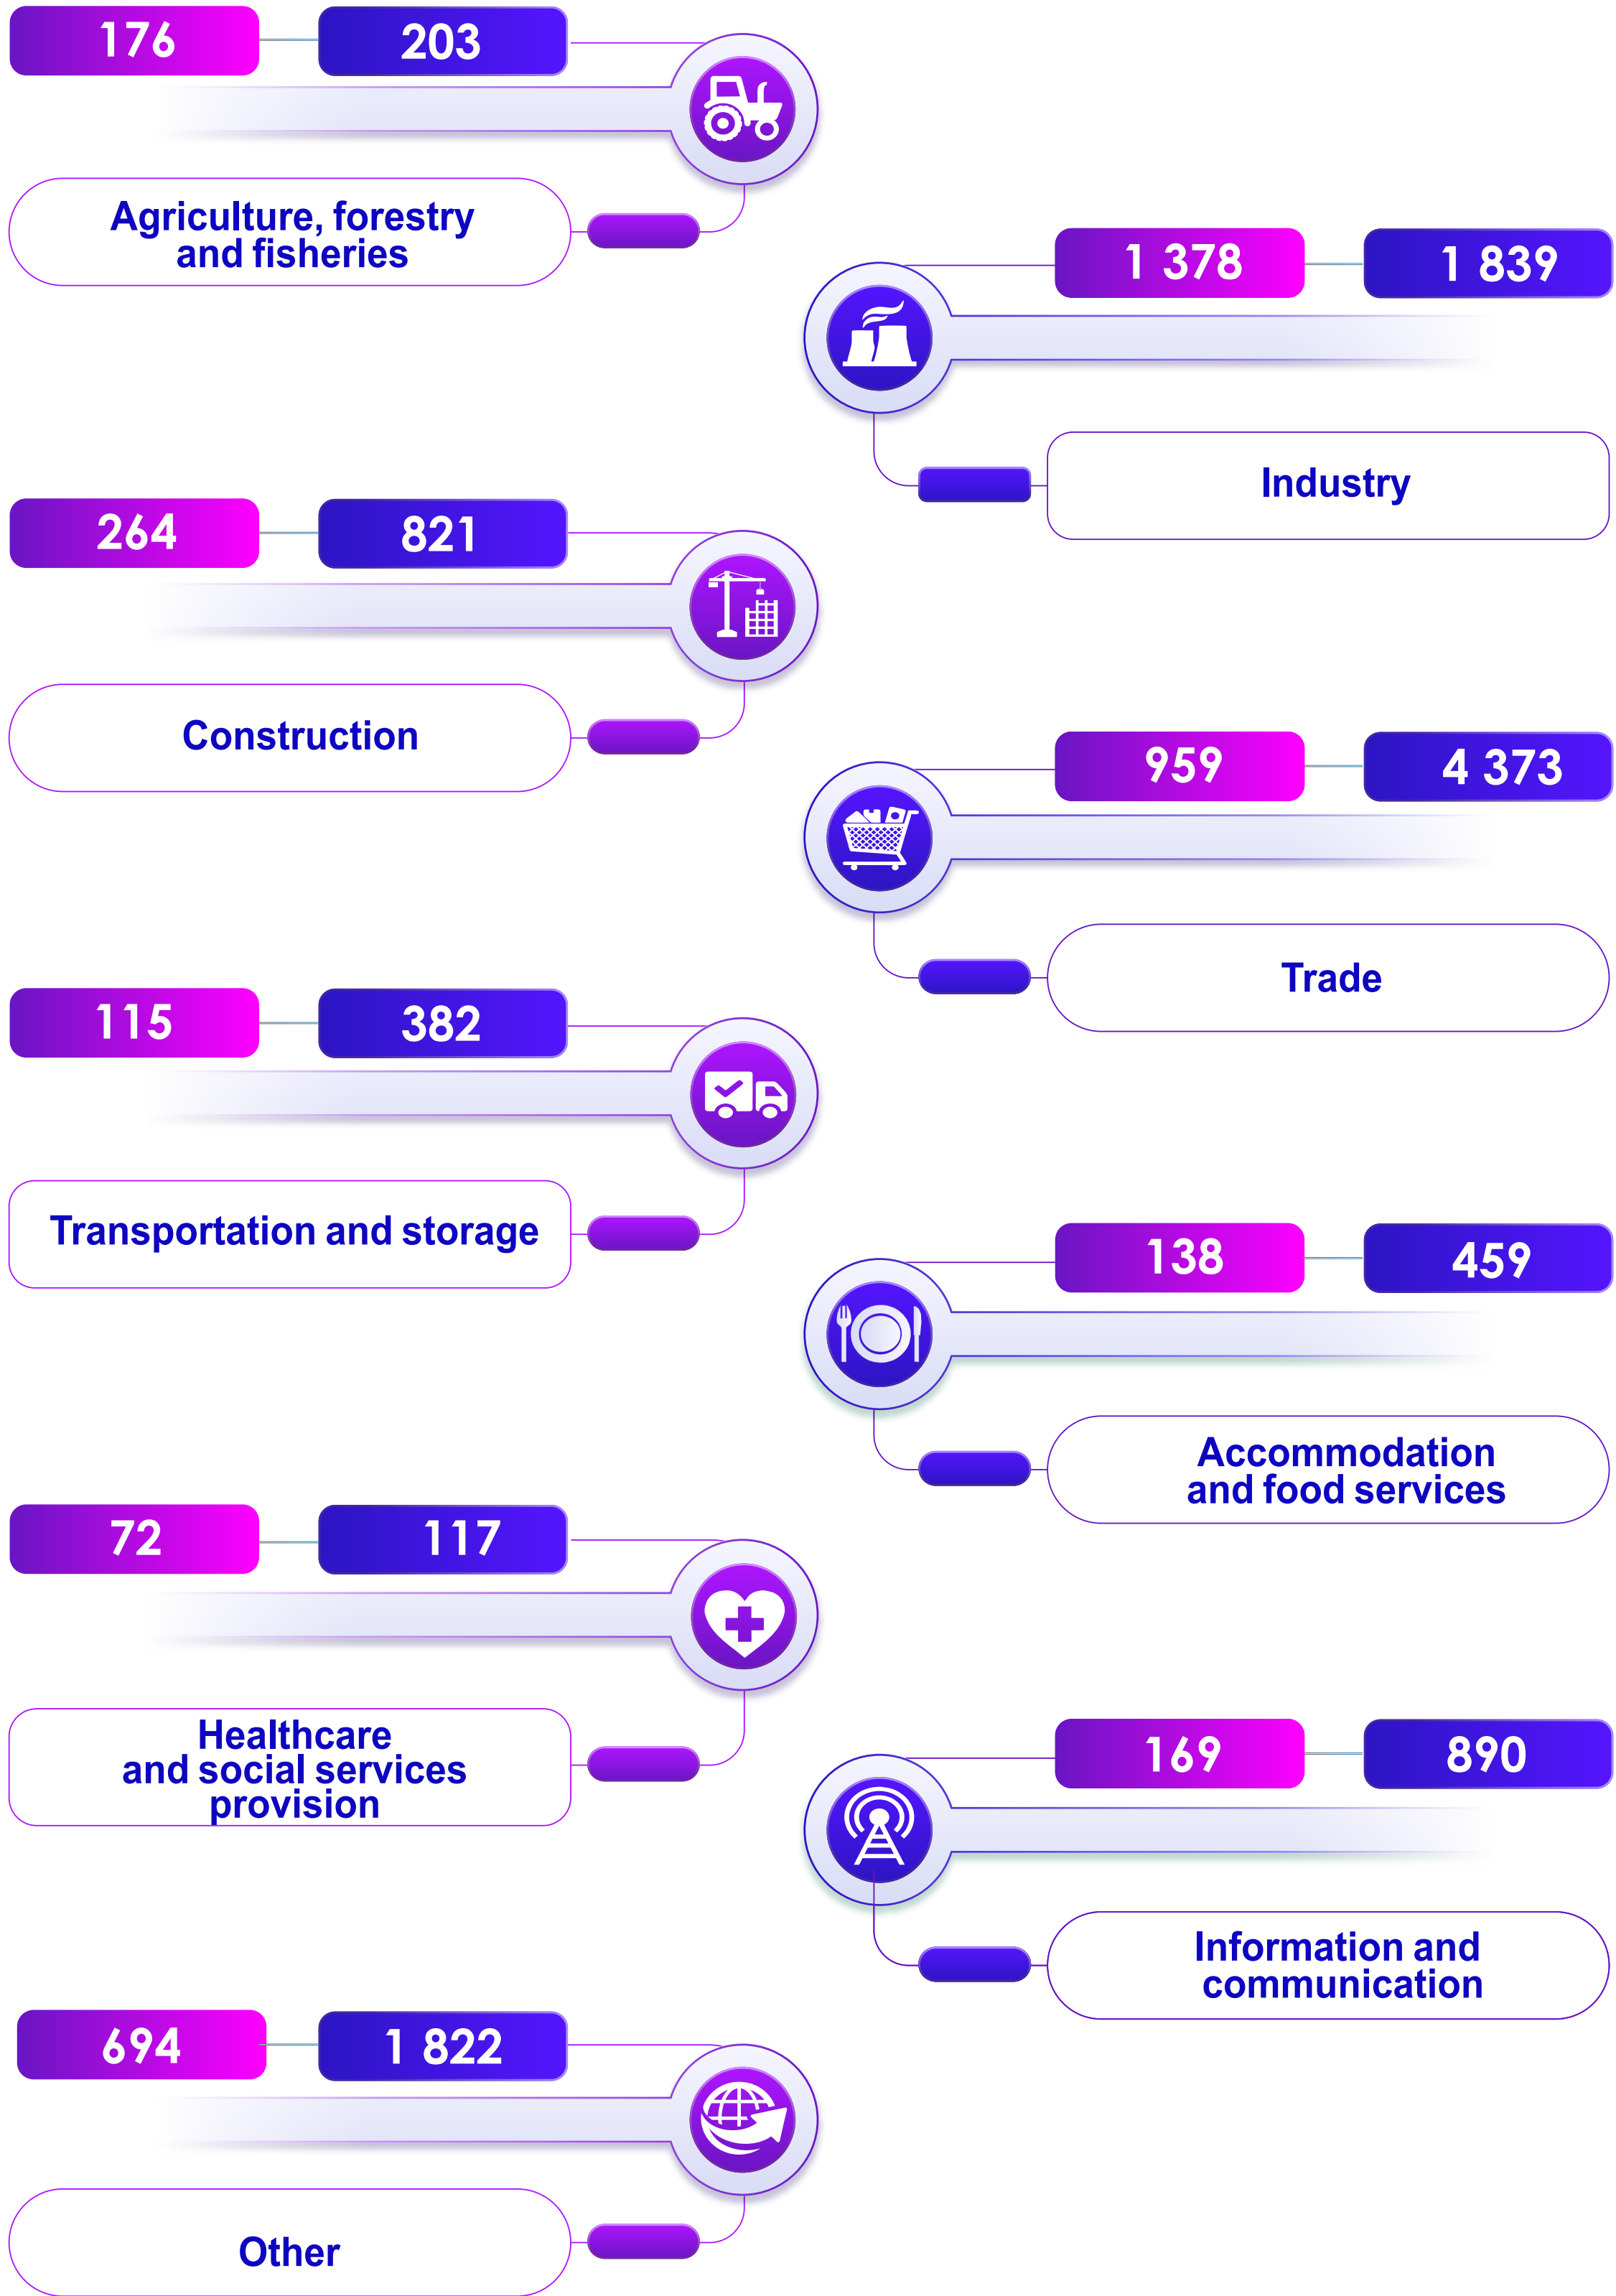 176
203
Agriculture, forestry
and fisheries
1 378
1 839
Industry
264
821
Construction
959
4 373
Trade
115
382
Transportation and storage
138
459
Accommodation
and food services
72
117
Healthcare
and social services
provision
169
890
Information and
communication
694
1 822
Other